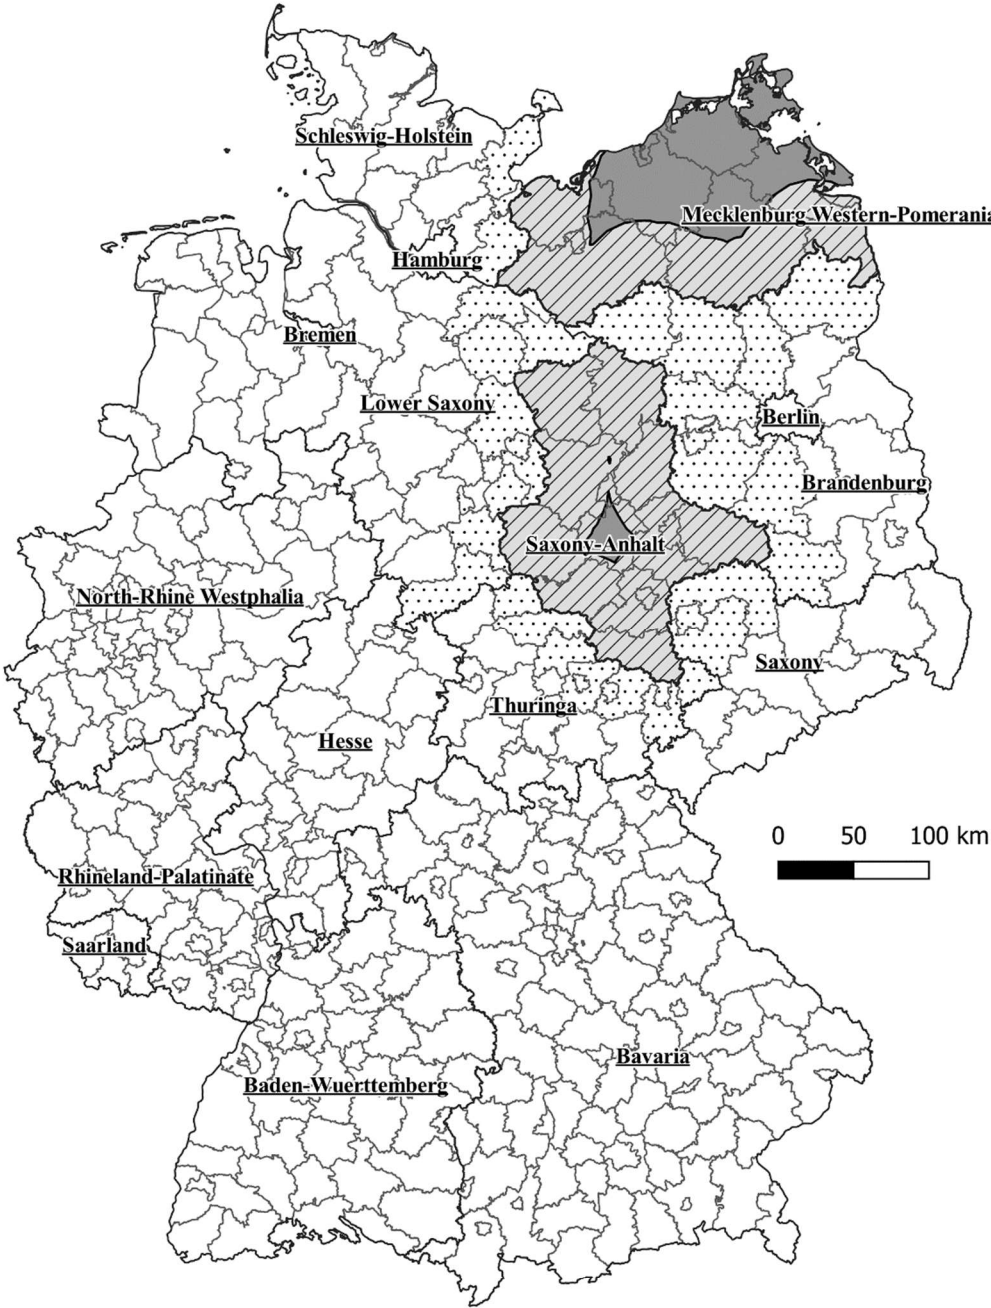 Schleswig-Holstein
Mecklenburg Western-Pomerania
Hamburg
Bremen
Lower Saxony
Berlin
Brandenburg
Saxony-Anhalt
North-Rhine Westphalia
Saxony
Thuringa
Hesse
0 50 100 km
Rhineland-Palatinate
Saarland
Bavaria
Baden-Wuerttemberg